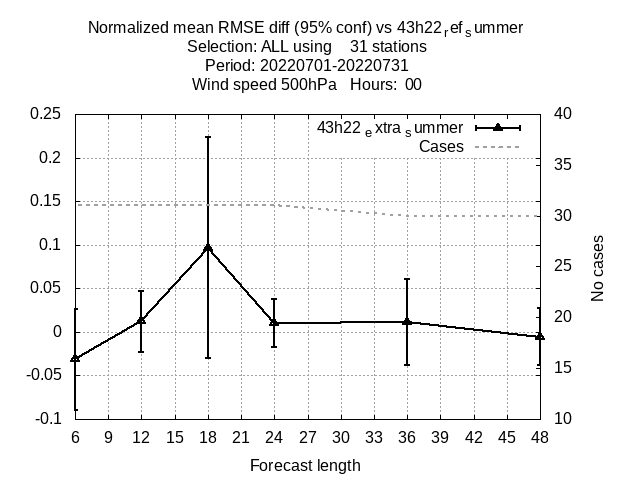 Normalized mean RMSE diff (95% conf) vs 43h22refsummer
Selection: ALL using 31 stations
Period: 20220701-20220731
Wind speed 500hPa Hours: 00
43h22extrasummer
Cases
0.25
0.2
0.15
0.1
0.05
0
-0.05
-0.1
40
35
30
25
20
15
10
No cases
6 9 12 15 18 21 24 27 30 33 36 39 42 45 48
Forecast length